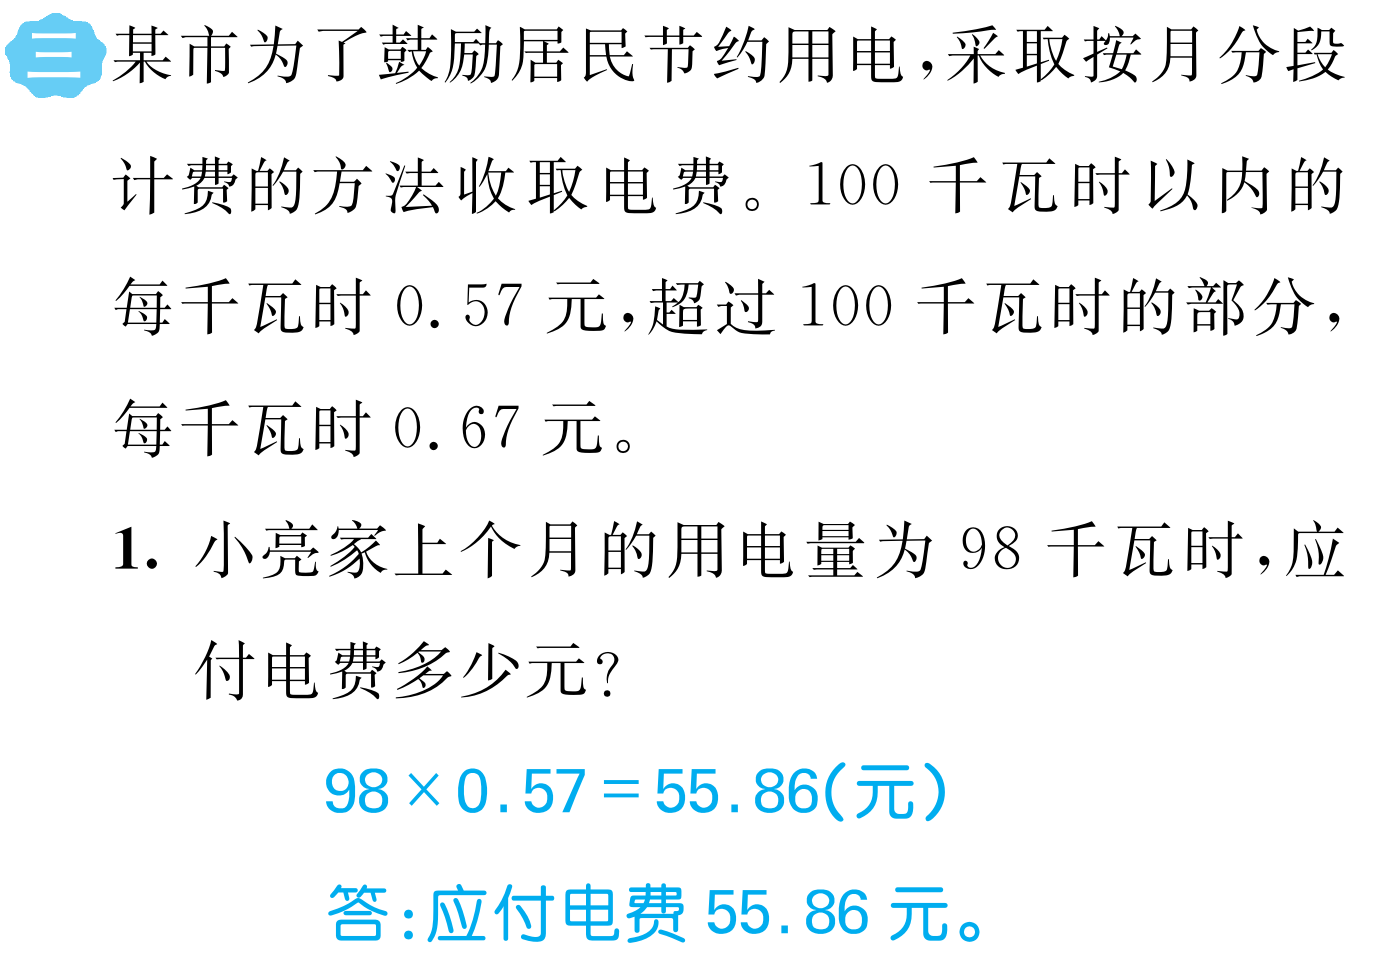 三 某市为了鼓励居民节约用电,采取按月分段
计费的方法收取电费。100 千瓦时以内的
每千瓦时 0.57 元,超过 100 千瓦时的部分,
每千瓦时 0.67 元。
1. 小亮家上个月的用电量为 98 千瓦时,应
付电费多少元?
98×0.57=55.86(元)
答:应付电费 55.86 元。